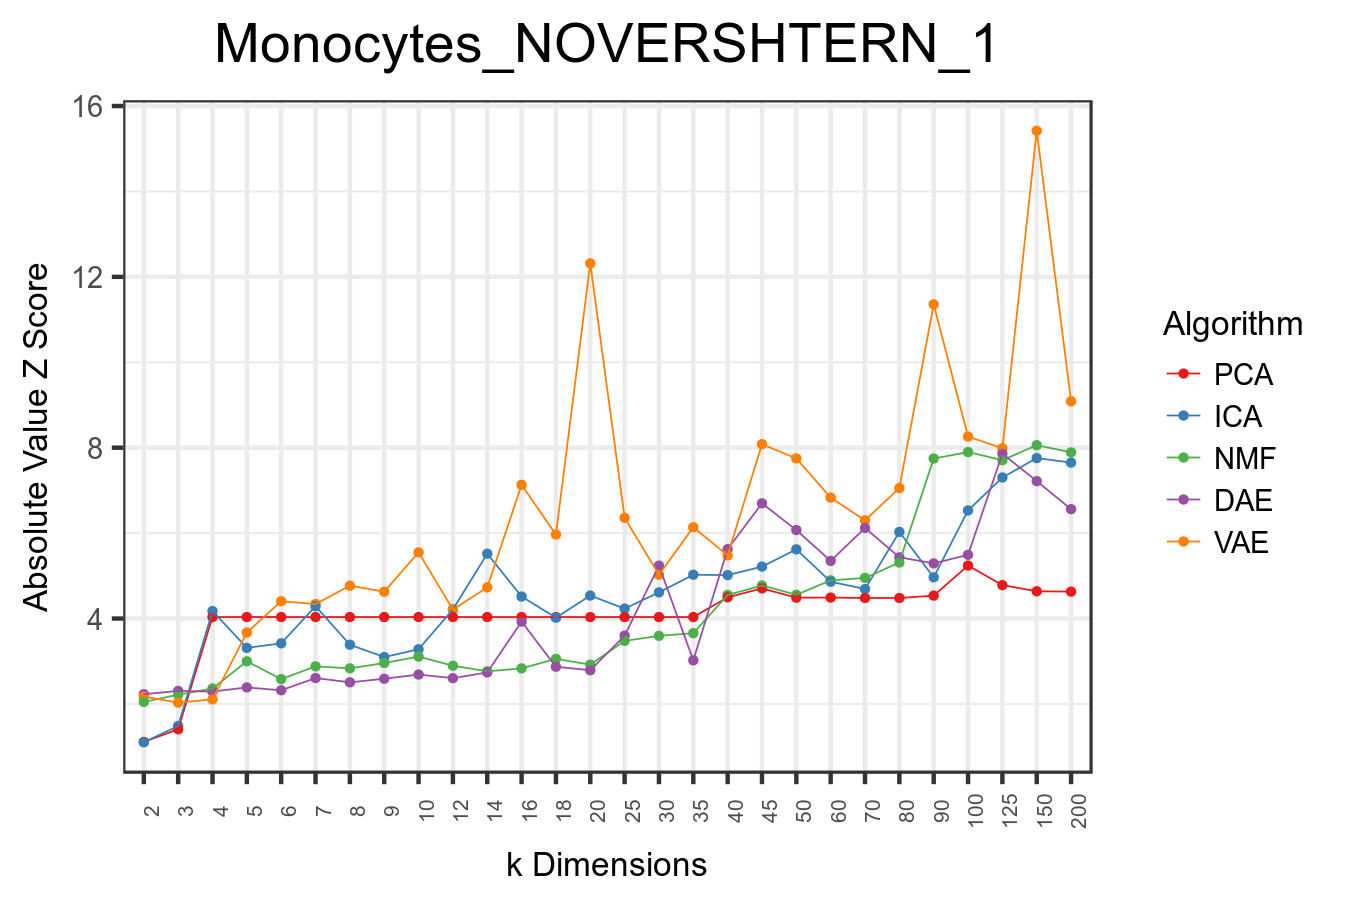 Monocytes_NOVERSHTERN_1
Absolute Value Z Score
16
12
8
4
2 3 4 5 6 7 8 9 10 12 14 16 18 20 25 30 35 40 45 50 60 70 80 90 100 125 150 200
k Dimensions
Algorithm
PCA
ICA
NMF
DAE
VAE